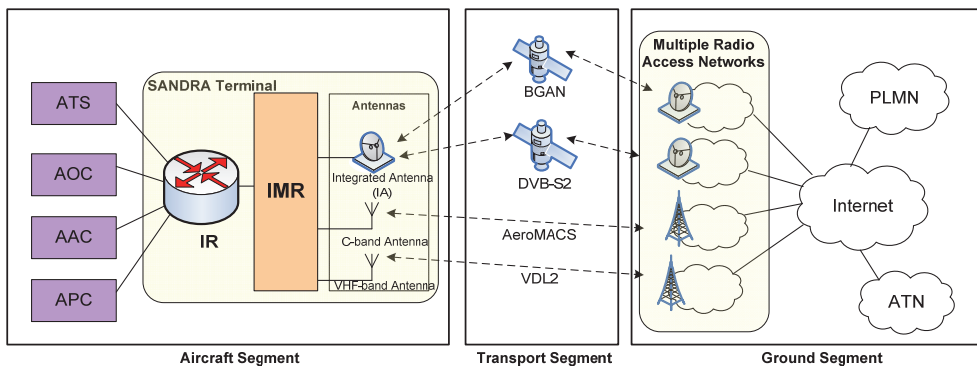 SANDRA Terminal
ATS
AOC
AAC
APC
IR
IMR
Antennas
Integrated Antenna
(IA)
C-band Antenna
VHF-band Antenna
Aircraft Segment
BGAN
DVB-S2
AeroMACS
VDL2
Transport Segment
Multiple Radio
Access Networks
PLMN
Internet
ATN
Ground Segment